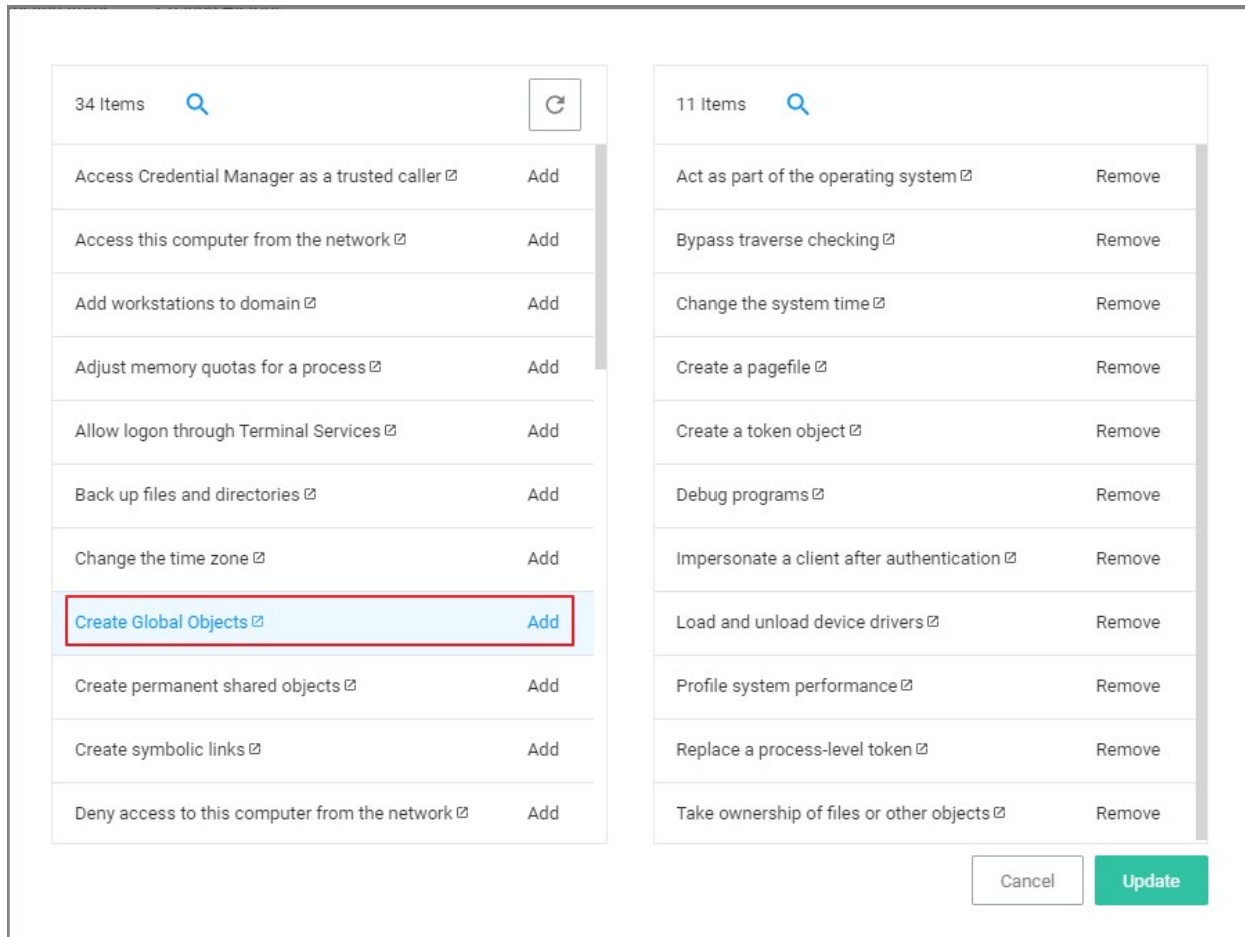 34 Items
Access Credential Manager as a trusted caller Add
Access this computer from the network Add
Add workstations to domain Add
Adjust memory quotas for a process Add
Allow logon through Terminal Services Add
Back up files and directories Add
Change the time zone Add
Create Global Objects Add
Create permanent shared objects Add
Create symbolic links Add
Deny access to this computer from the network Add
11 Items
Act as part of the operating system Remove
Bypass traverse checking Remove
Change the system time Remove
Create a pagefile Remove
Create a token object Remove
Debug programs Remove
Impersonate a client after authentication Remove
Load and unload device drivers Remove
Profile system performance Remove
Replace a process-level token Remove
Take ownership of files or other objects Remove
Cancel Update